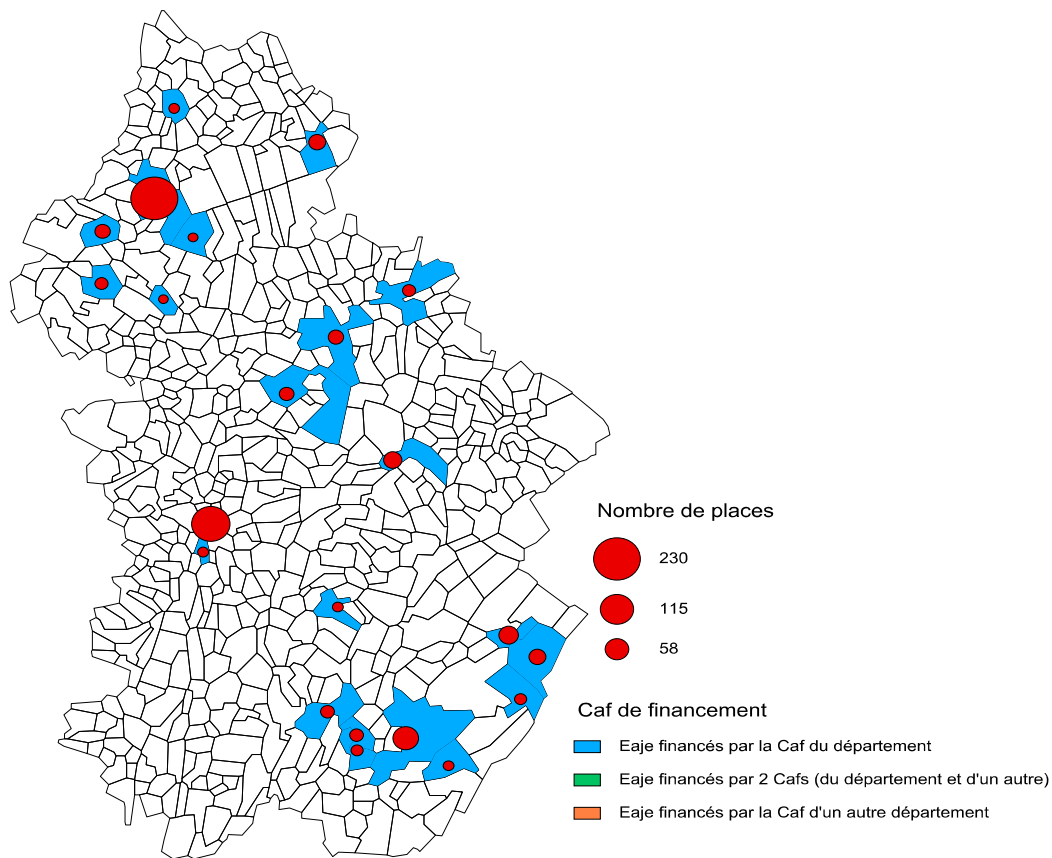 Nombre de places
230
115
58
Caf de financement
Eaje financés par la Caf du département
Eaje financés par 2 Cafs (du département et d'un autre)
Eaje financés par la Caf d'un autre département